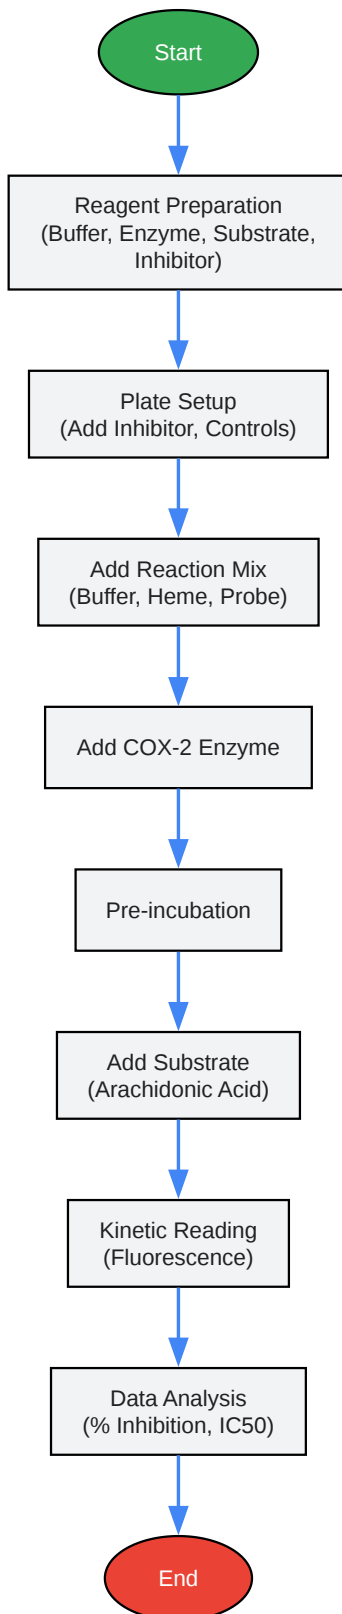 Start
Reagent Preparation
(Buffer, Enzyme, Substrate,
Inhibitor)
Plate Setup
(Add Inhibitor, Controls)
Add Reaction Mix
(Buffer, Heme, Probe)
Add COX-2 Enzyme
Pre-incubation
Add Substrate
(Arachidonic Acid)
Kinetic Reading
(Fluorescence)
Data Analysis
(% Inhibition, IC50)
End